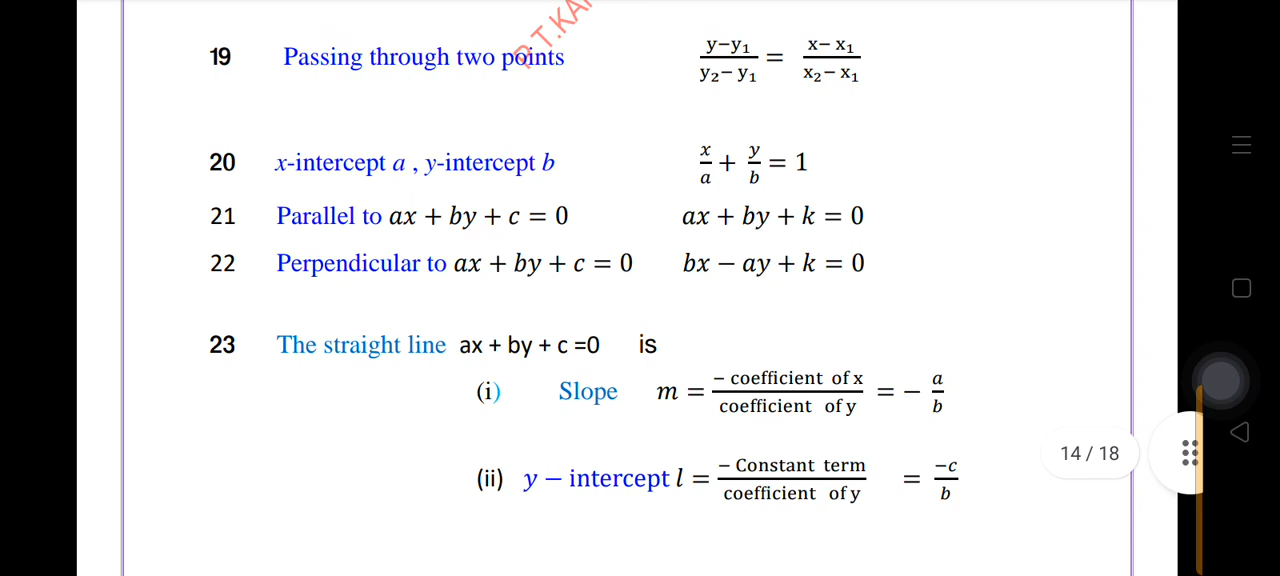 19 Passing through two points (y−y₁)/(y₂−y₁) = (x−x₁)/(x₂−x₁)
20 x-intercept a , y-intercept b x/a + y/b = 1
21 Parallel to ax + by + c = 0 ax + by + k = 0
22 Perpendicular to ax + by + c = 0 bx − ay + k = 0
23 The straight line ax + by + c =0 is
(i) Slope m = (− coefficient of x)/(coefficient of y) = − a/b
14 / 18
(ii) y − intercept l = (− Constant term)/(coefficient of y) = −c/b